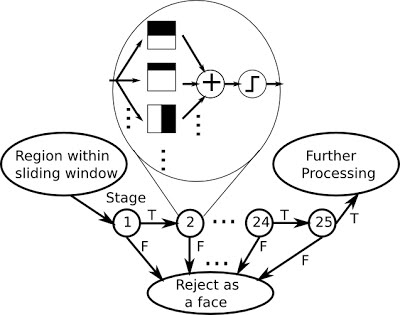 +
Region within
sliding window
Further
Processing
Stage
1 T 2 ... 24 T 25 T
F F F F
...
Reject as
a face